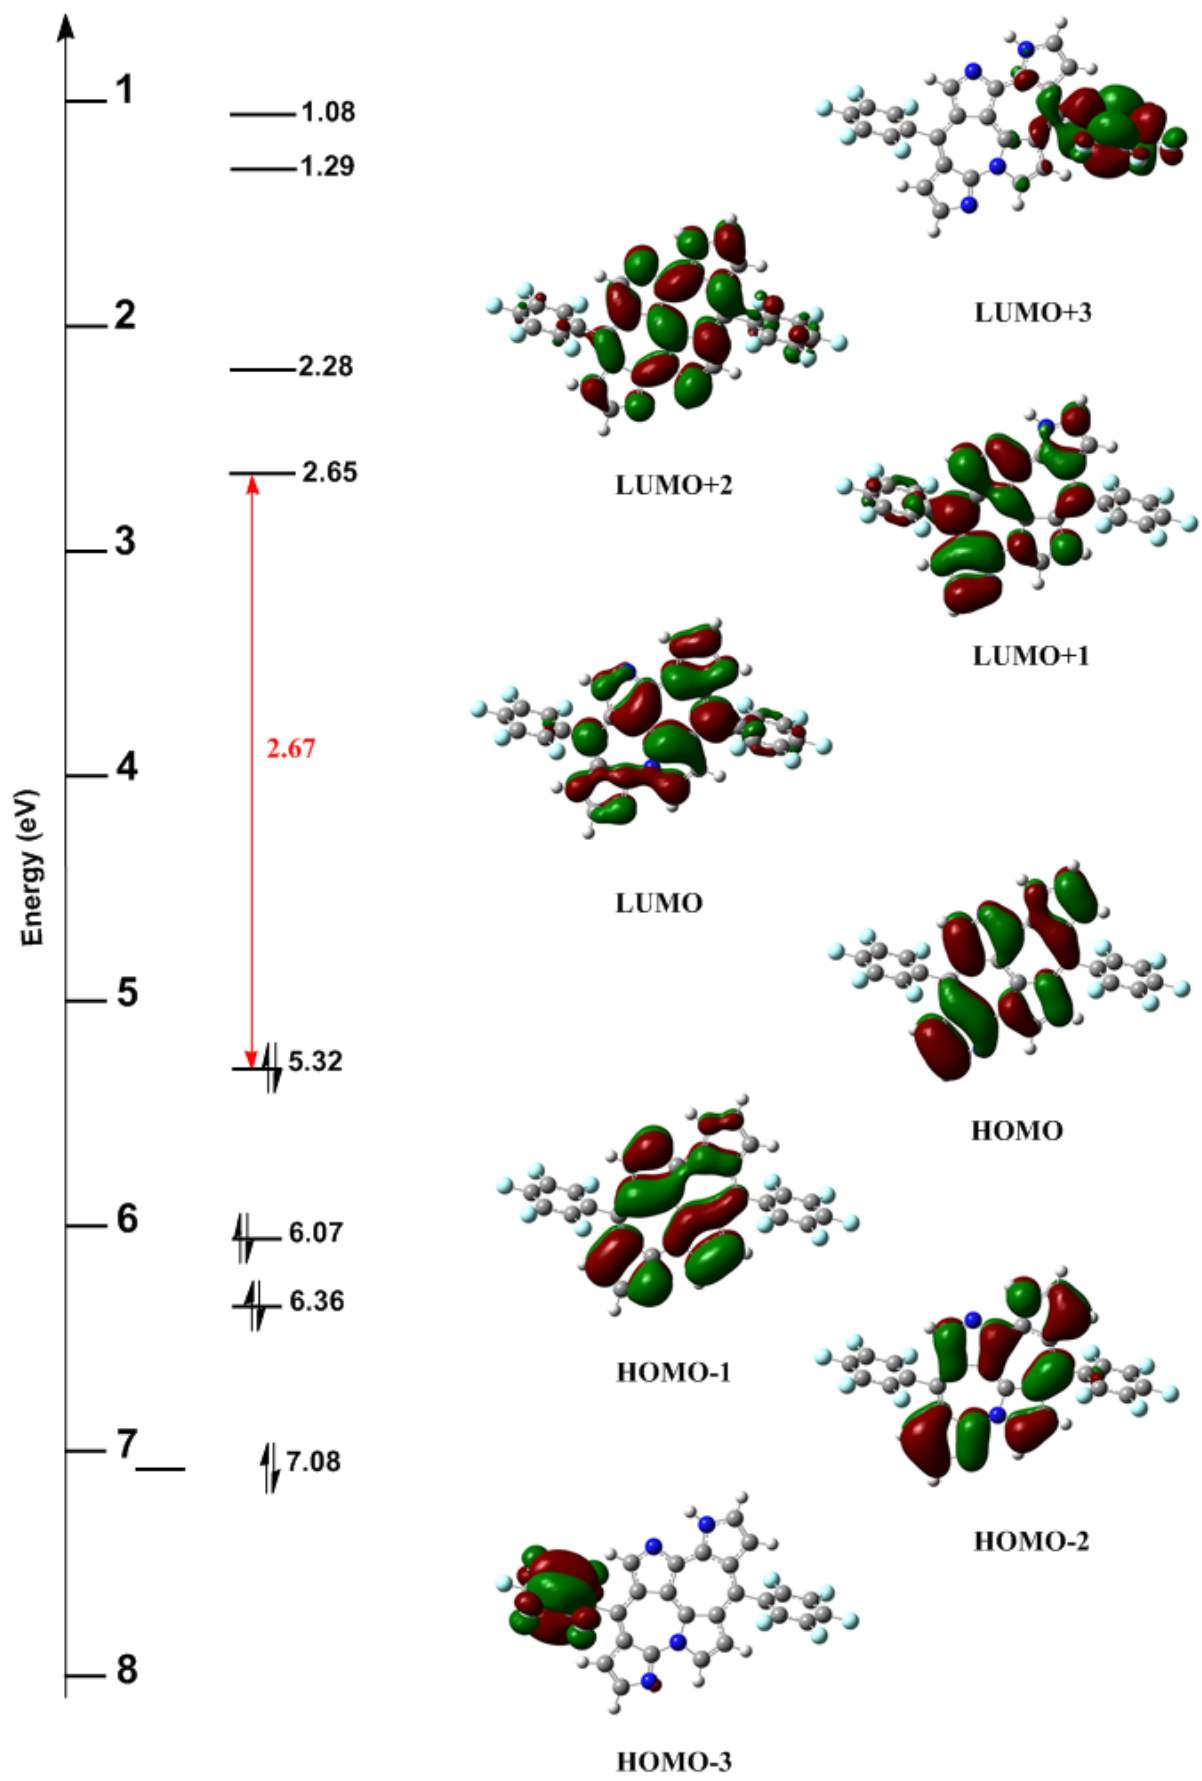 1
1.08
1.29
LUMO+3
2
2.28
2.65
LUMO+2
3
LUMO+1
2.67
4
Energy (eV)
LUMO
5
5.32
HOMO
6
6.07
6.36
HOMO-1
7
7.08
HOMO-2
8
HOMO-3